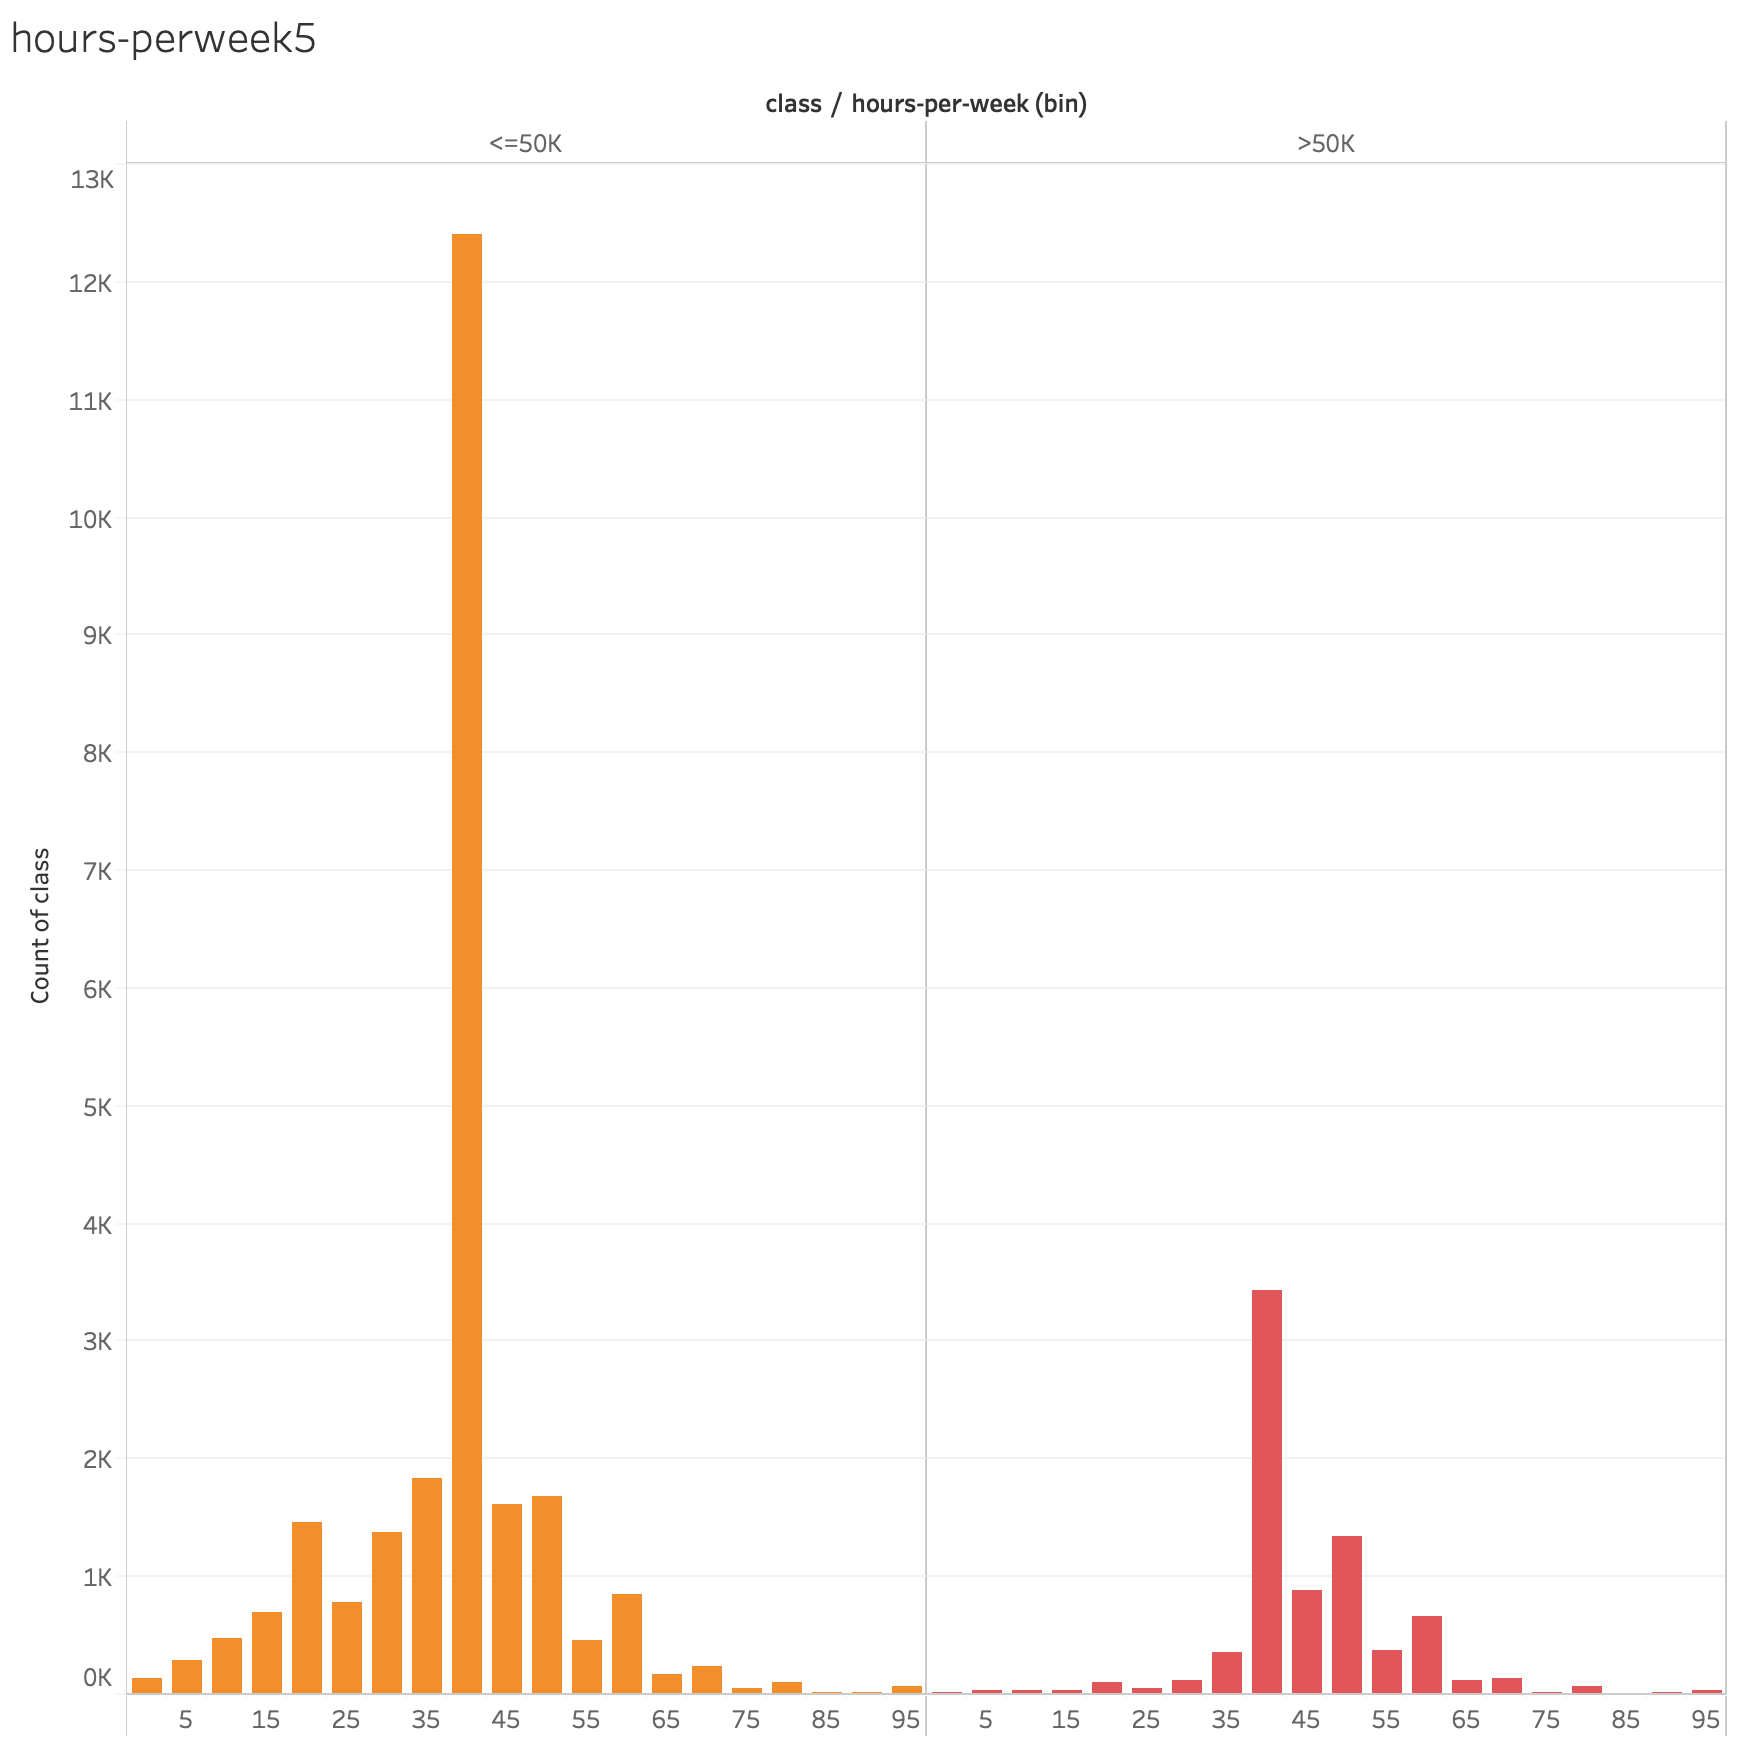 hours-perweek5
class / hours-per-week (bin)
<=50K >50K
13K
12K
11K
10K
9K
8K
7K
6K
5K
4K
3K
2K
1K
0K
Count of class
5 15 25 35 45 55 65 75 85 95 5 15 25 35 45 55 65 75 85 95